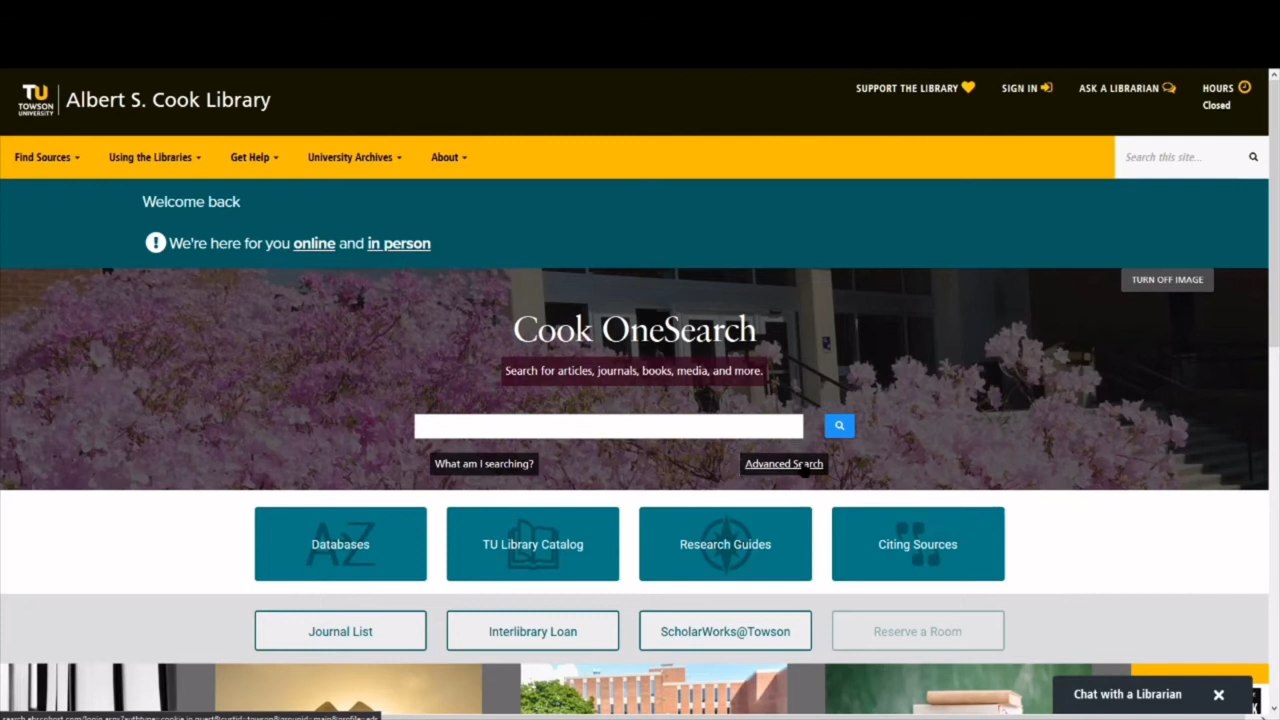 TU
TOWSON
UNIVERSITY
Albert S. Cook Library
SUPPORT THE LIBRARY
SIGN IN
ASK A LIBRARIAN
HOURS
Closed
Find Sources
Using the Libraries
Get Help
University Archives
About
Search this site...
Welcome back
We're here for you online and in person
TURN OFF IMAGE
Cook OneSearch
Search for articles, journals, books, media, and more.
What am I searching?
Advanced Search
Databases
TU Library Catalog
Research Guides
Citing Sources
Journal List
Interlibrary Loan
ScholarWorks@Towson
Reserve a Room
Chat with a Librarian